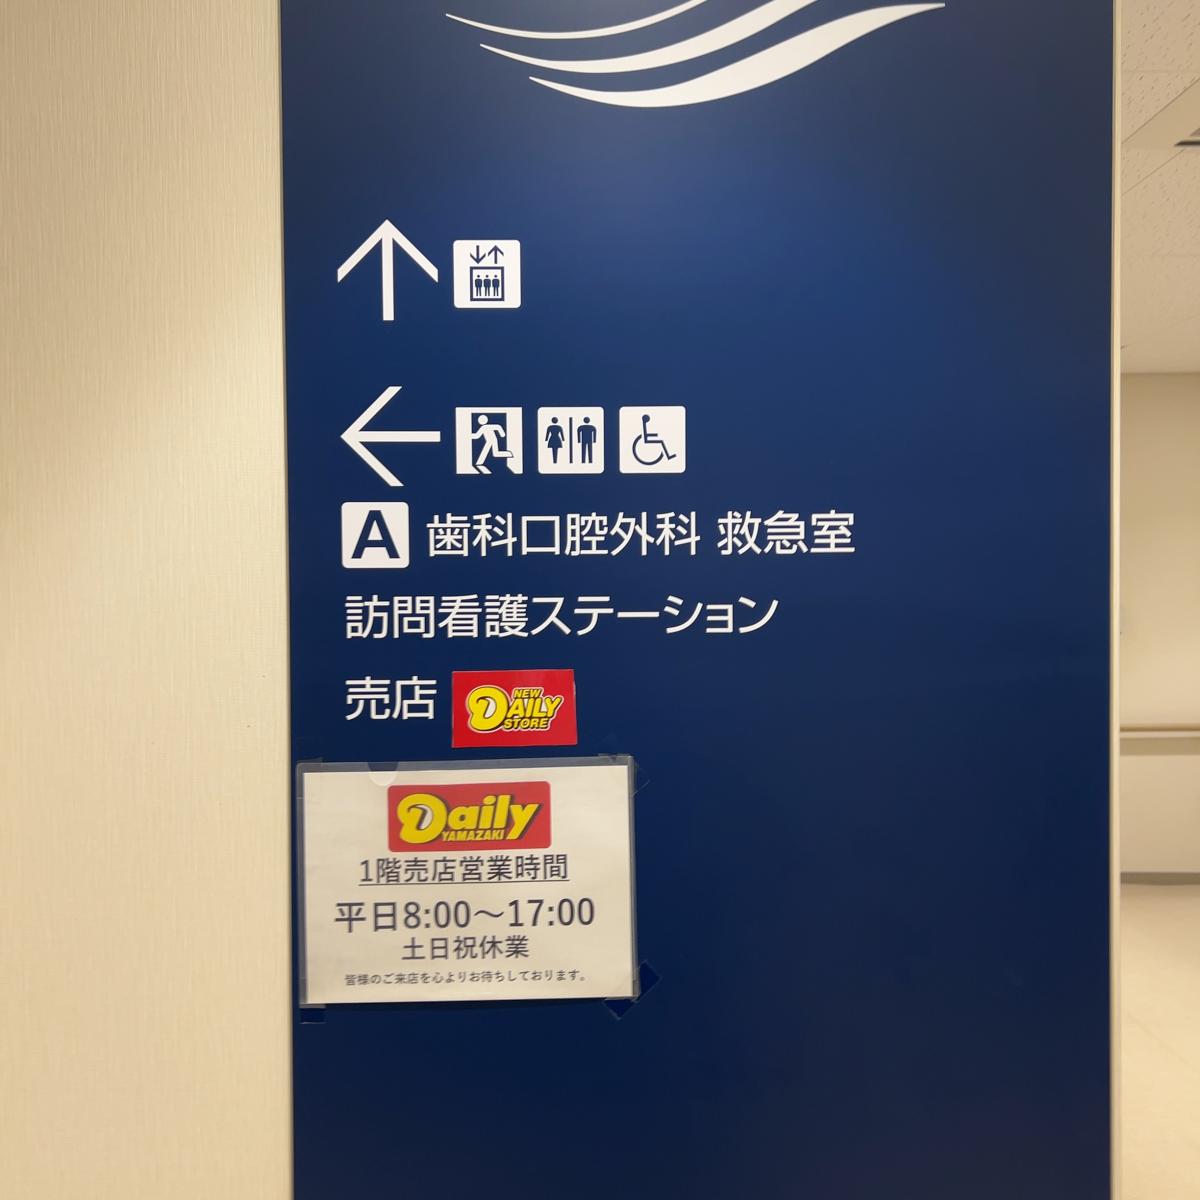 A 歯科口腔外科 救急室
訪問看護ステーション
売店
NEW
DAILY
STORE
Daily
YAMAZAKI
1階売店営業時間
平日8:00～17:00
土日祝休業
皆様のご来店を心よりお待ちしております。